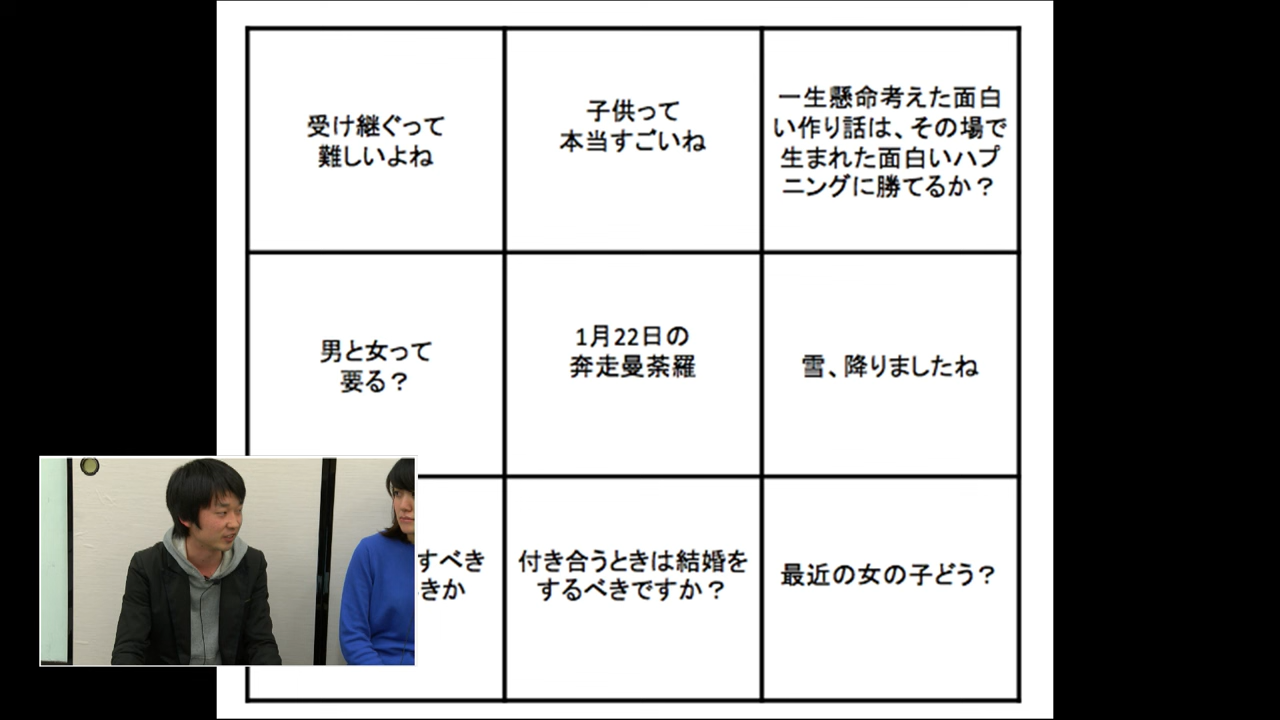 受け継ぐって
難しいよね
子供って
本当すごいね
一生懸命考えた面白
い作り話は、その場で
生まれた面白いハプ
ニングに勝てるか？
男と女って
要る？
1月22日の
奔走曼荼羅
雪、降りましたね
すべき
きか
付き合うときは結婚を
するべきですか？
最近の女の子どう？